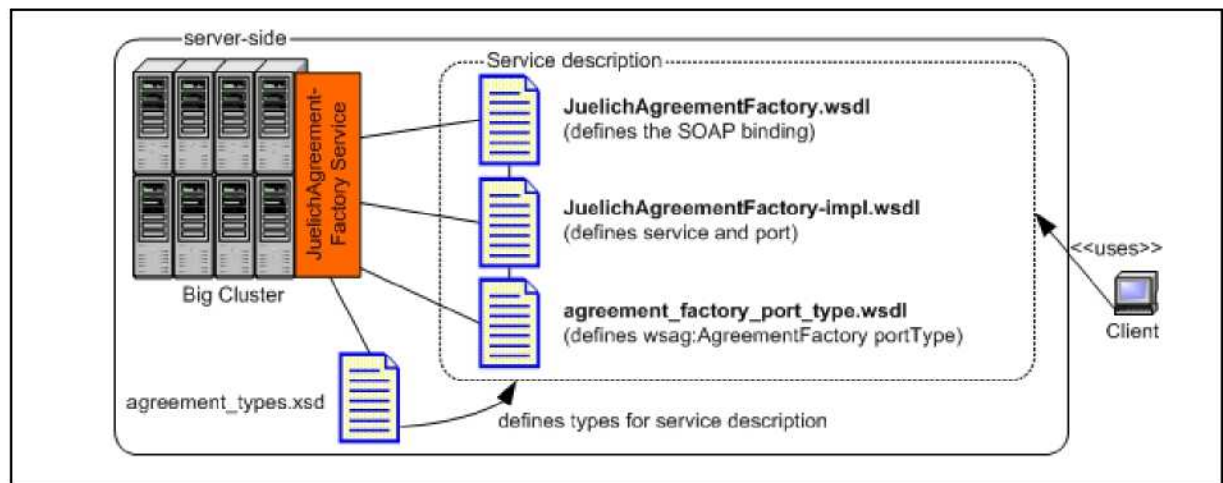 server-side
Service description
JuelichAgreement-
Factory Service
JuelichAgreementFactory.wsdl
(defines the SOAP binding)
JuelichAgreementFactory-impl.wsdl
(defines service and port)
<<uses>>
Big Cluster
agreement_factory_port_type.wsdl
(defines wsag:AgreementFactory portType)
Client
agreement_types.xsd
defines types for service description